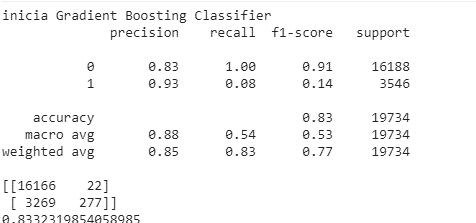 inicia Gradient Boosting Classifier
precision recall f1-score support
0 0.83 1.00 0.91 16188
1 0.93 0.08 0.14 3546
accuracy 0.83 19734
macro avg 0.88 0.54 0.53 19734
weighted avg 0.85 0.83 0.77 19734
[[16166 22]
[ 3269 277]]
0.8332319854058985